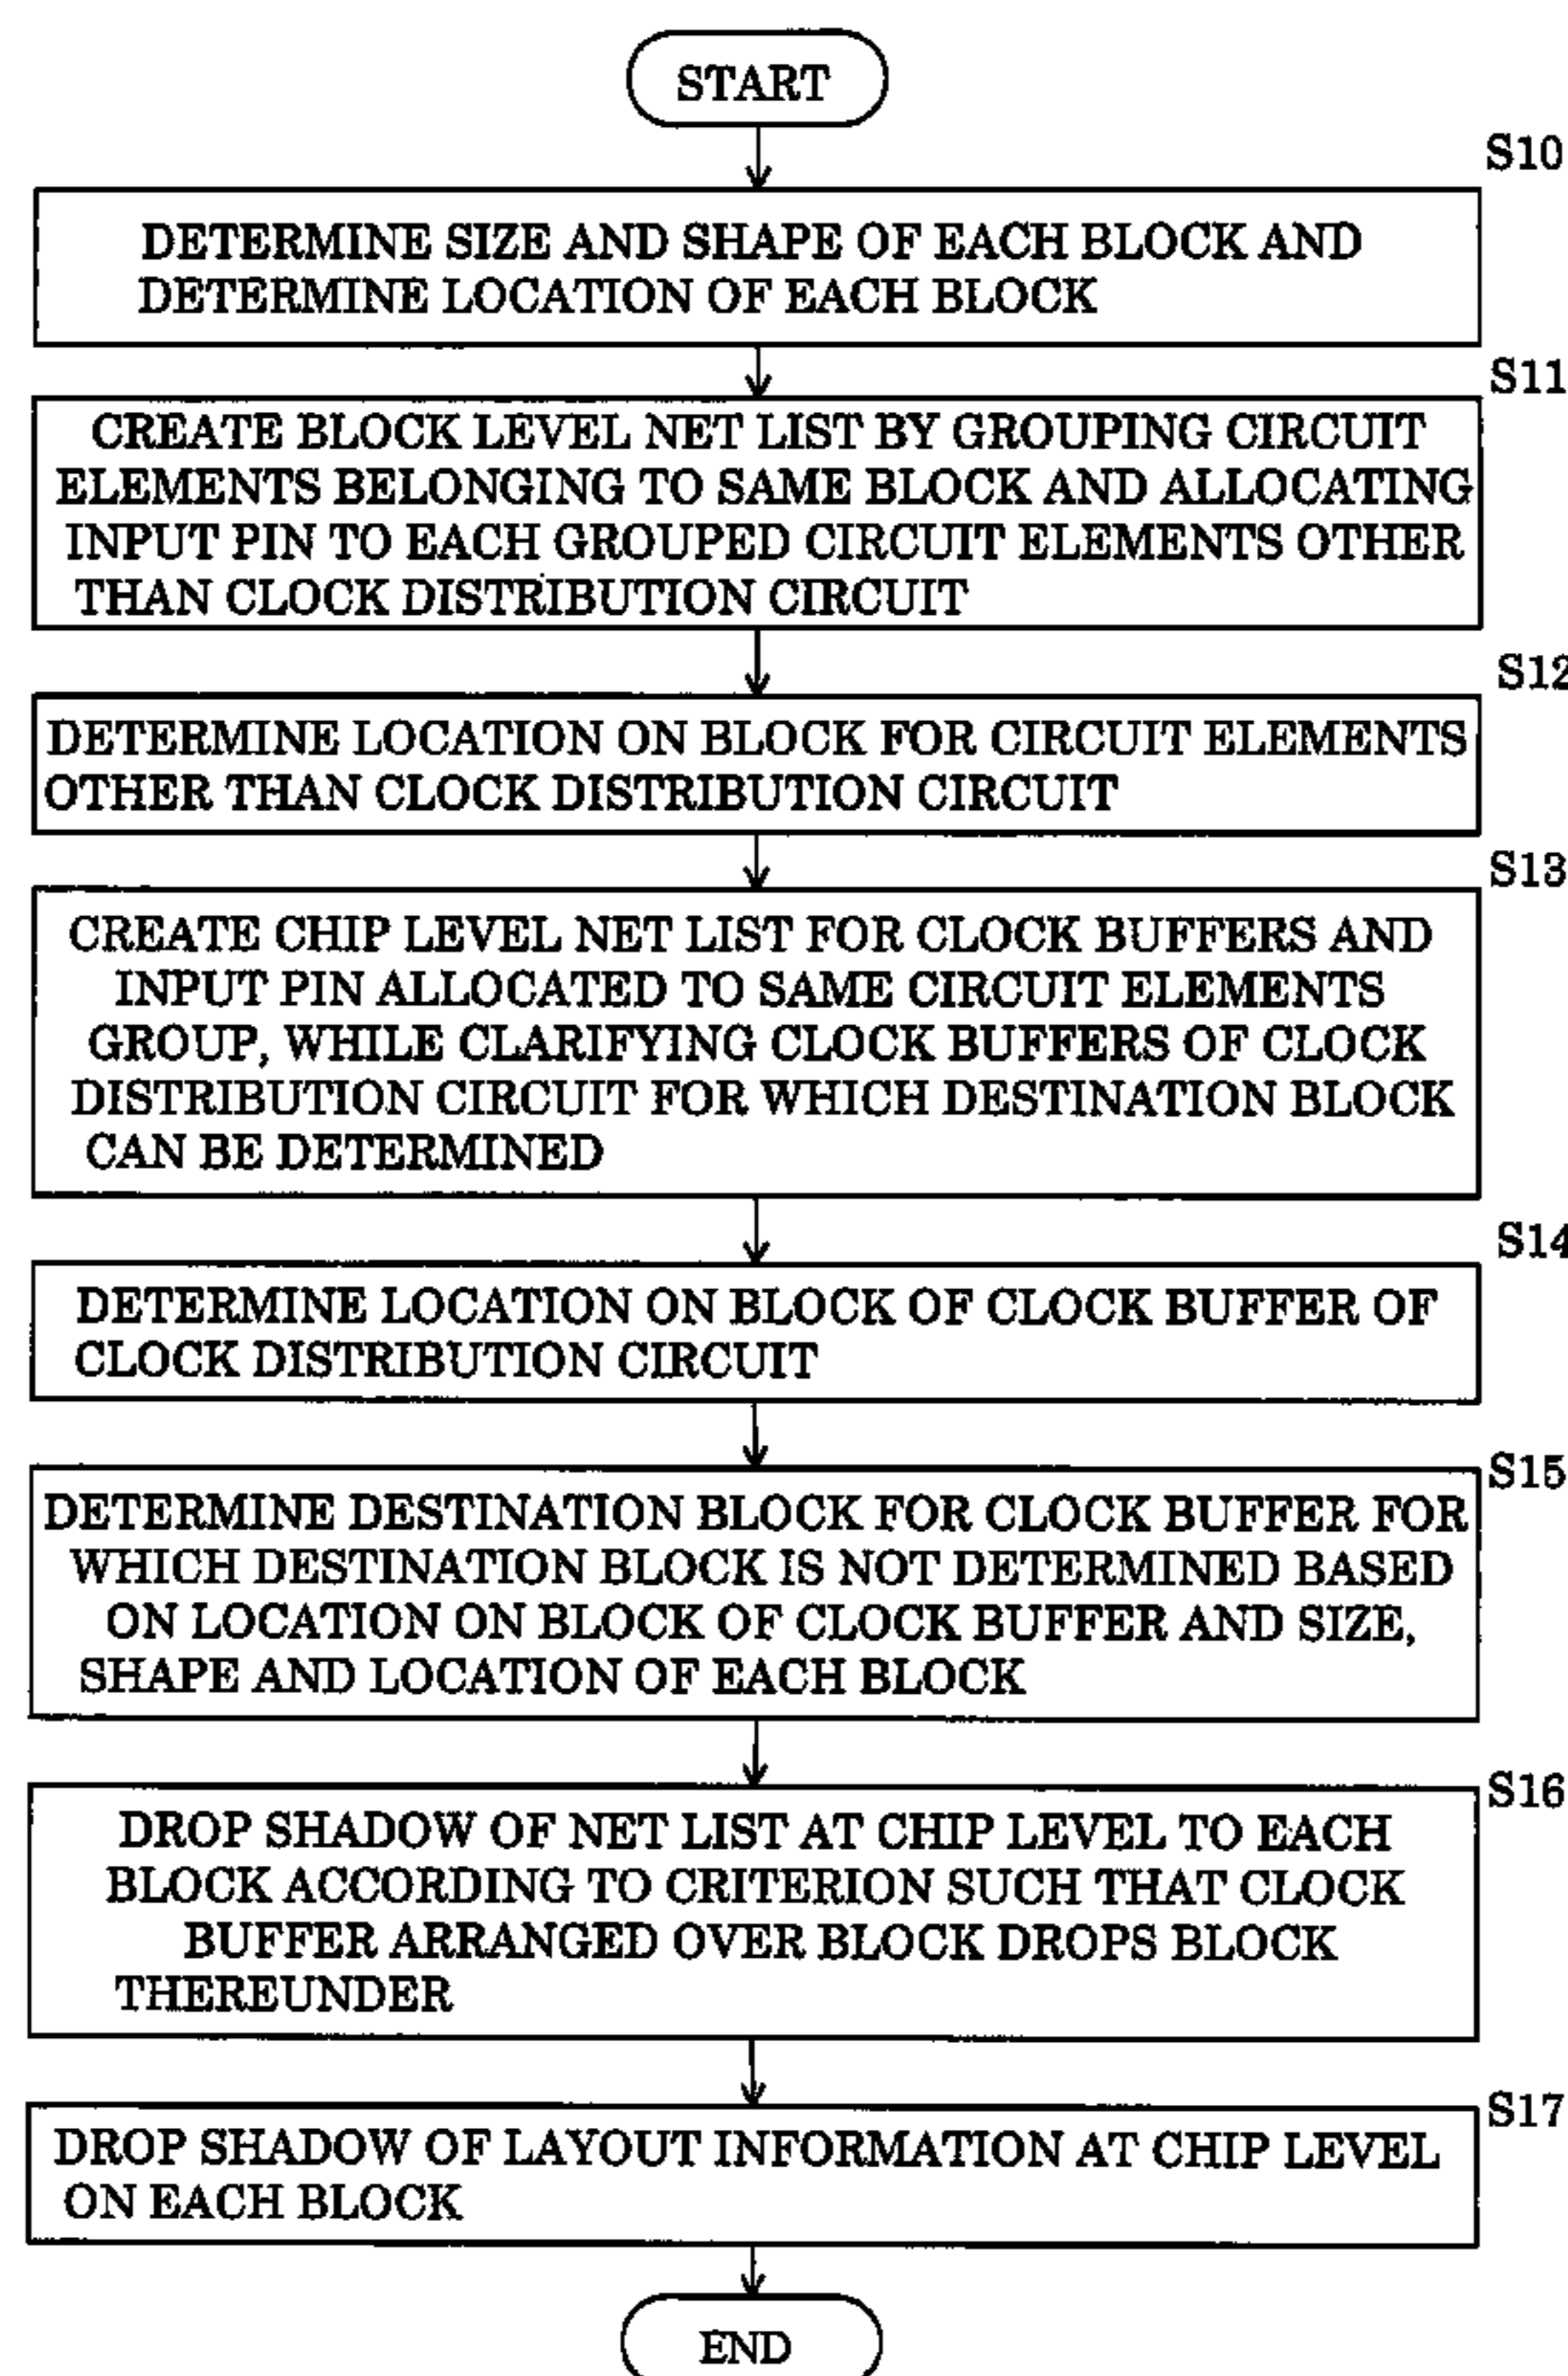 START
S10
DETERMINE SIZE AND SHAPE OF EACH BLOCK AND
DETERMINE LOCATION OF EACH BLOCK
S11
CREATE BLOCK LEVEL NET LIST BY GROUPING CIRCUIT
ELEMENTS BELONGING TO SAME BLOCK AND ALLOCATING
INPUT PIN TO EACH GROUPED CIRCUIT ELEMENTS OTHER
THAN CLOCK DISTRIBUTION CIRCUIT
S12
DETERMINE LOCATION ON BLOCK FOR CIRCUIT ELEMENTS
OTHER THAN CLOCK DISTRIBUTION CIRCUIT
S13
CREATE CHIP LEVEL NET LIST FOR CLOCK BUFFERS AND
INPUT PIN ALLOCATED TO SAME CIRCUIT ELEMENTS
GROUP, WHILE CLARIFYING CLOCK BUFFERS OF CLOCK
DISTRIBUTION CIRCUIT FOR WHICH DESTINATION BLOCK
CAN BE DETERMINED
S14
DETERMINE LOCATION ON BLOCK OF CLOCK BUFFER OF
CLOCK DISTRIBUTION CIRCUIT
S15
DETERMINE DESTINATION BLOCK FOR CLOCK BUFFER FOR
WHICH DESTINATION BLOCK IS NOT DETERMINED BASED
ON LOCATION ON BLOCK OF CLOCK BUFFER AND SIZE,
SHAPE AND LOCATION OF EACH BLOCK
S16
DROP SHADOW OF NET LIST AT CHIP LEVEL TO EACH
BLOCK ACCORDING TO CRITERION SUCH THAT CLOCK
BUFFER ARRANGED OVER BLOCK DROPS BLOCK
THEREUNDER
S17
DROP SHADOW OF LAYOUT INFORMATION AT CHIP LEVEL
ON EACH BLOCK
END